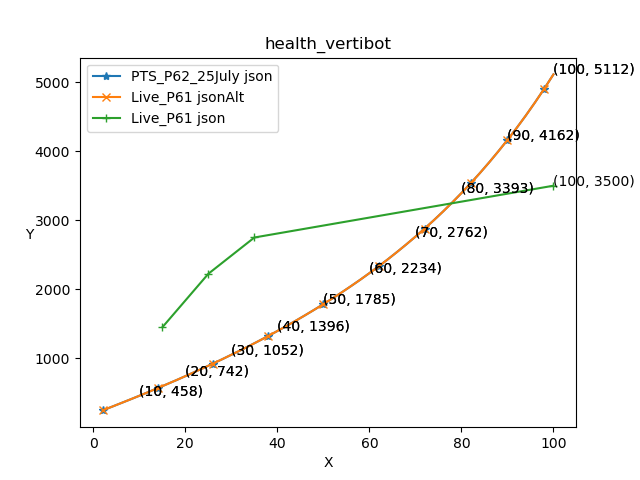 health_vertibot
PTS_P62_25July json
Live_P61 jsonAlt
Live_P61 json
(100, 5112)
(90, 4162)
(100, 3500)
(80, 3393)
(70, 2762)
(60, 2234)
(50, 1785)
(40, 1396)
(30, 1052)
(20, 742)
(10, 458)
5000
4000
3000
2000
1000
Y
0 20 40 60 80 100
X